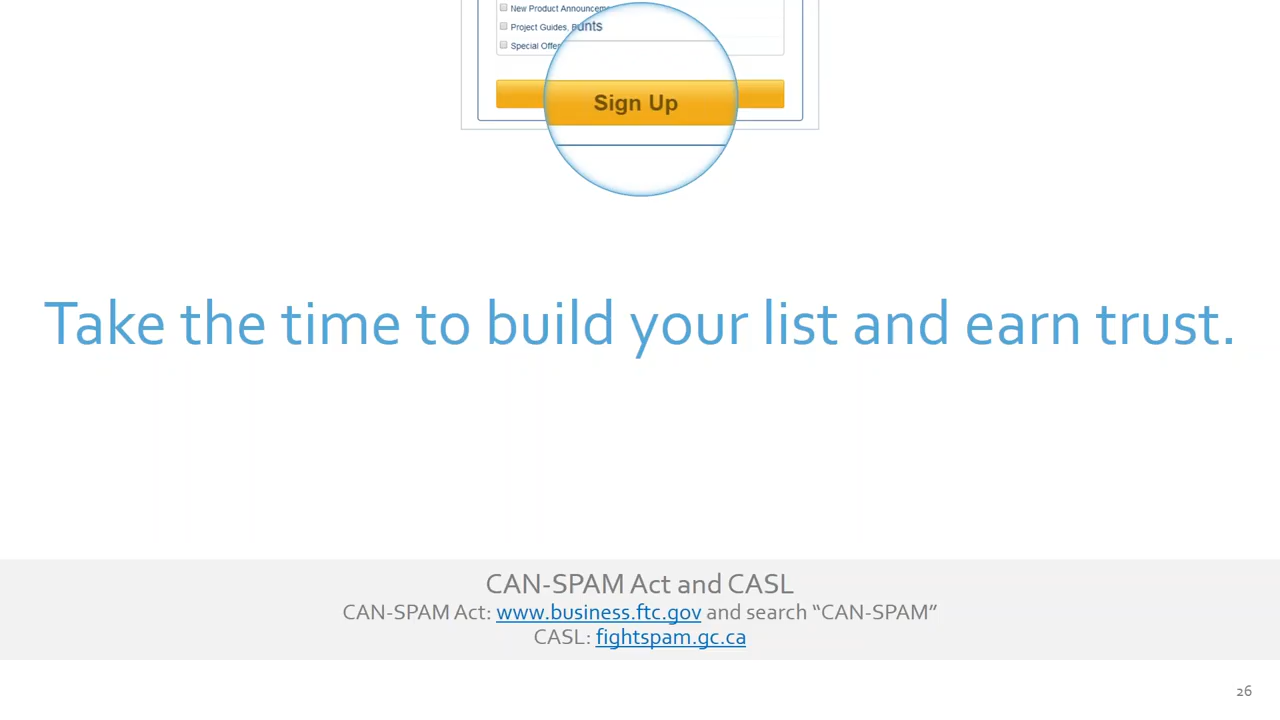 New Product Announceme
Project Guides, P unts
Special Offe
Sign Up
Take the time to build your list and earn trust.
CAN-SPAM Act and CASL
CAN-SPAM Act: www.business.ftc.gov and search “CAN-SPAM”
CASL: fightspam.gc.ca
26